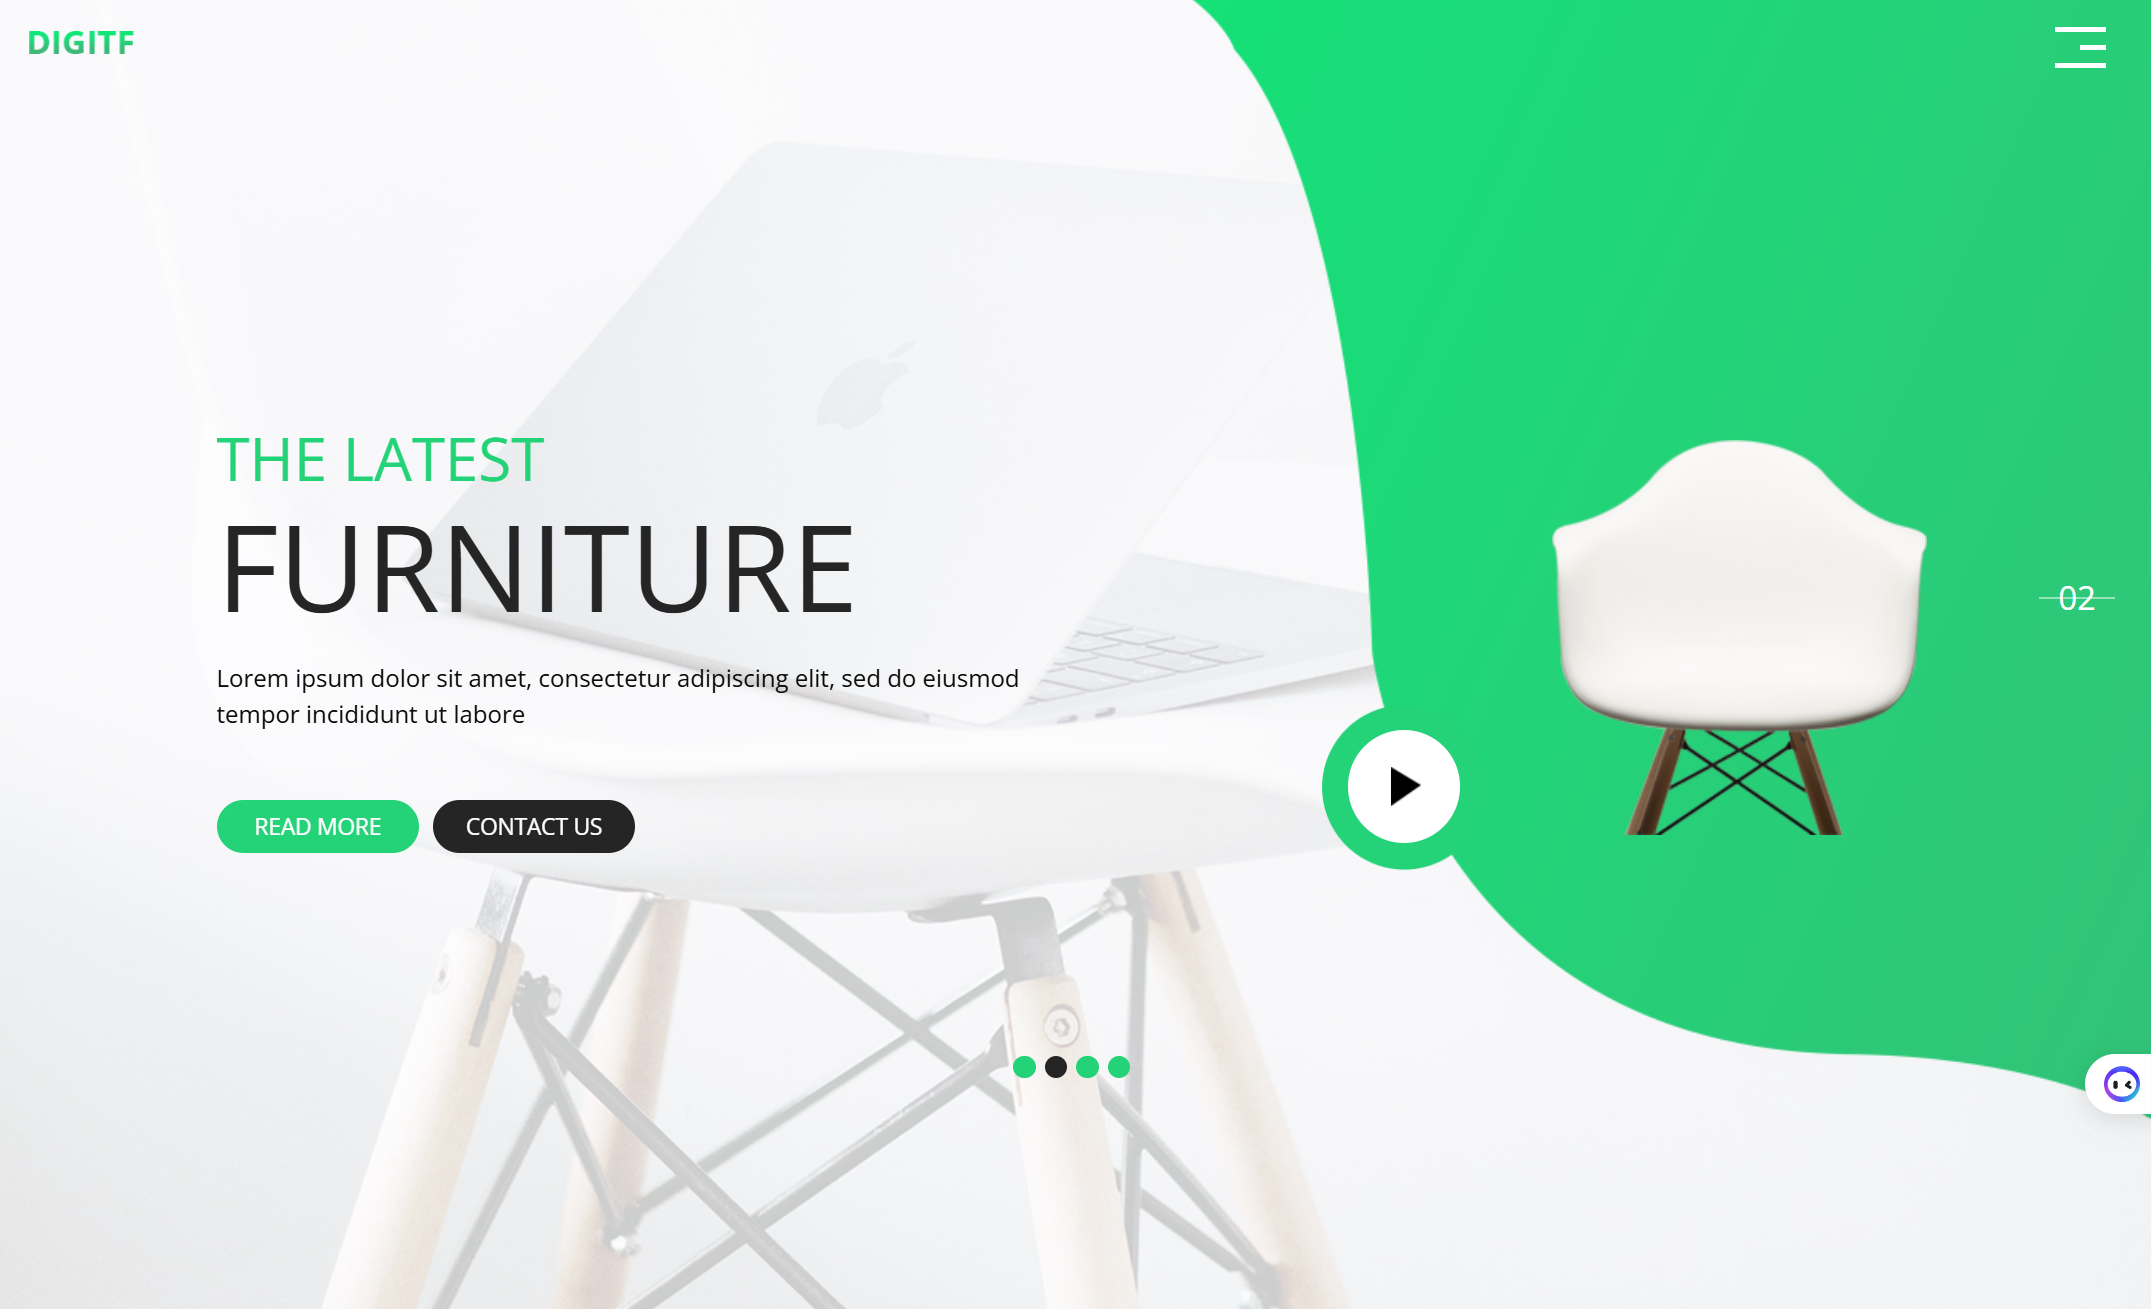 DIGITF
THE LATEST
FURNITURE
Lorem ipsum dolor sit amet, consectetur adipiscing elit, sed do eiusmod
tempor incididunt ut labore
READ MORE
CONTACT US
02